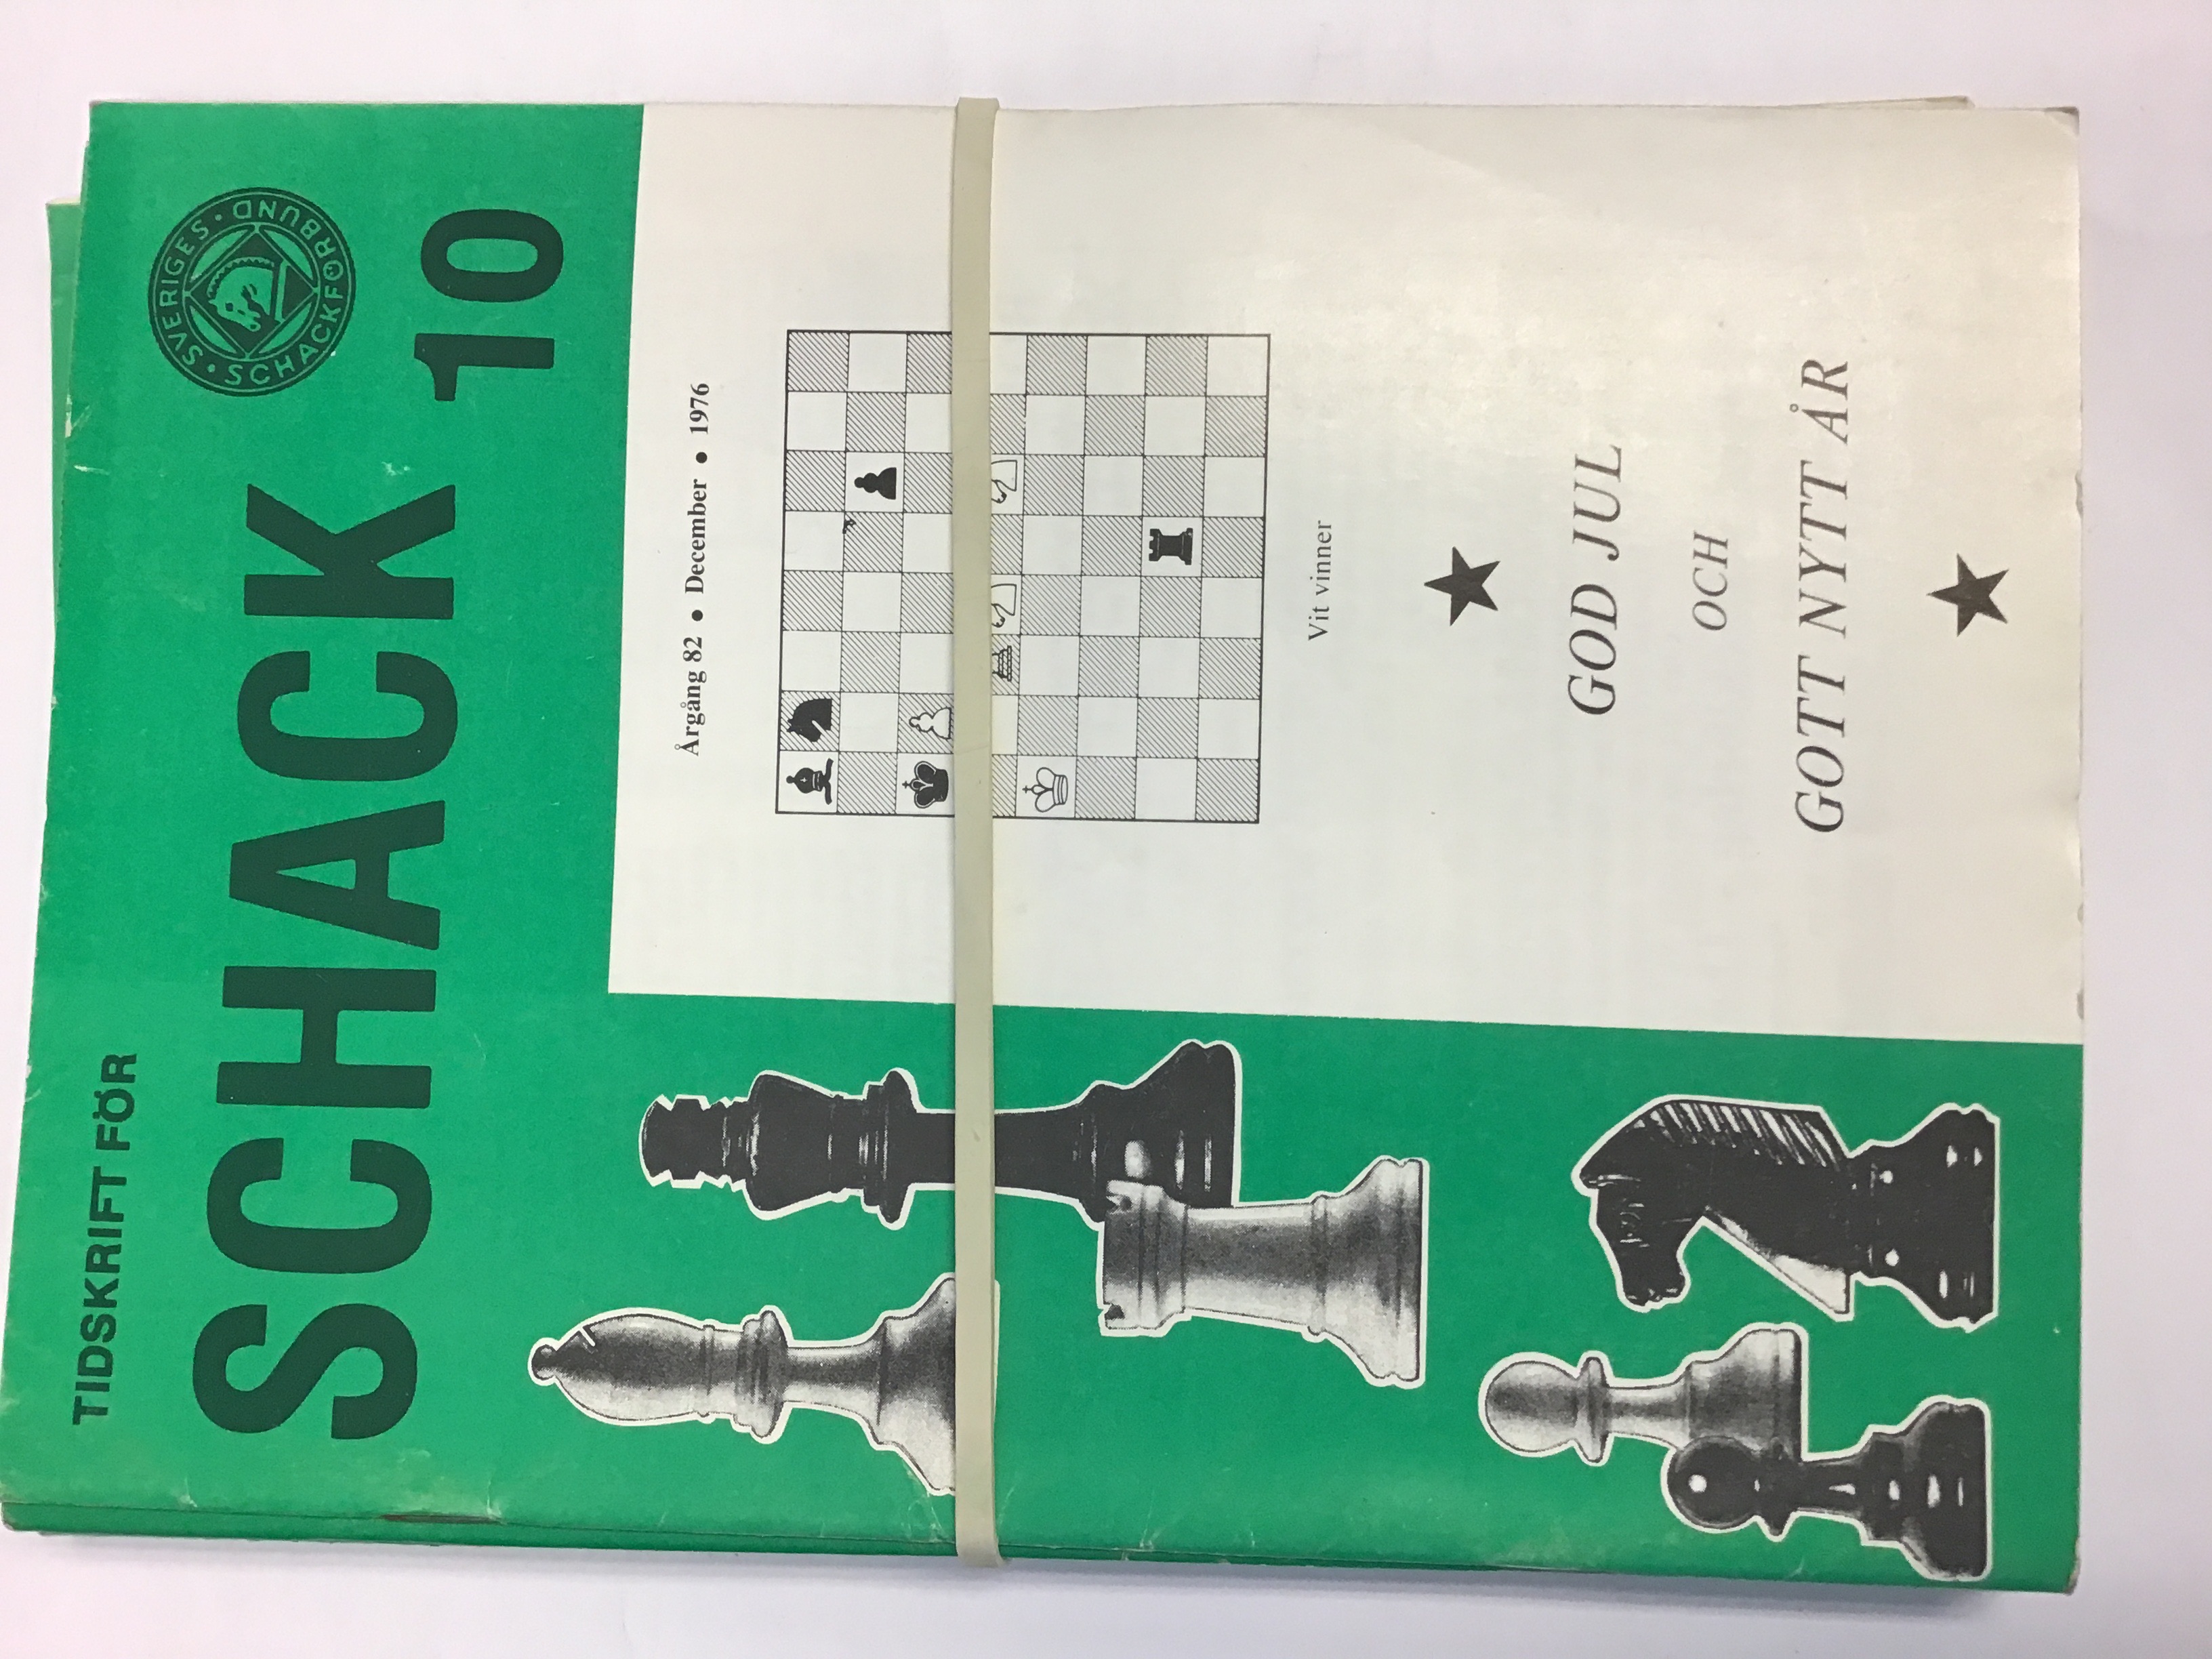 TIDSKRIFT FÖR
SCHACK 10
SVERIGES • SCHACKFÖRBUND •
Årgång 82 • December • 1976
Vit vinner
GOD JUL
OCH
GOTT NYTT ÅR